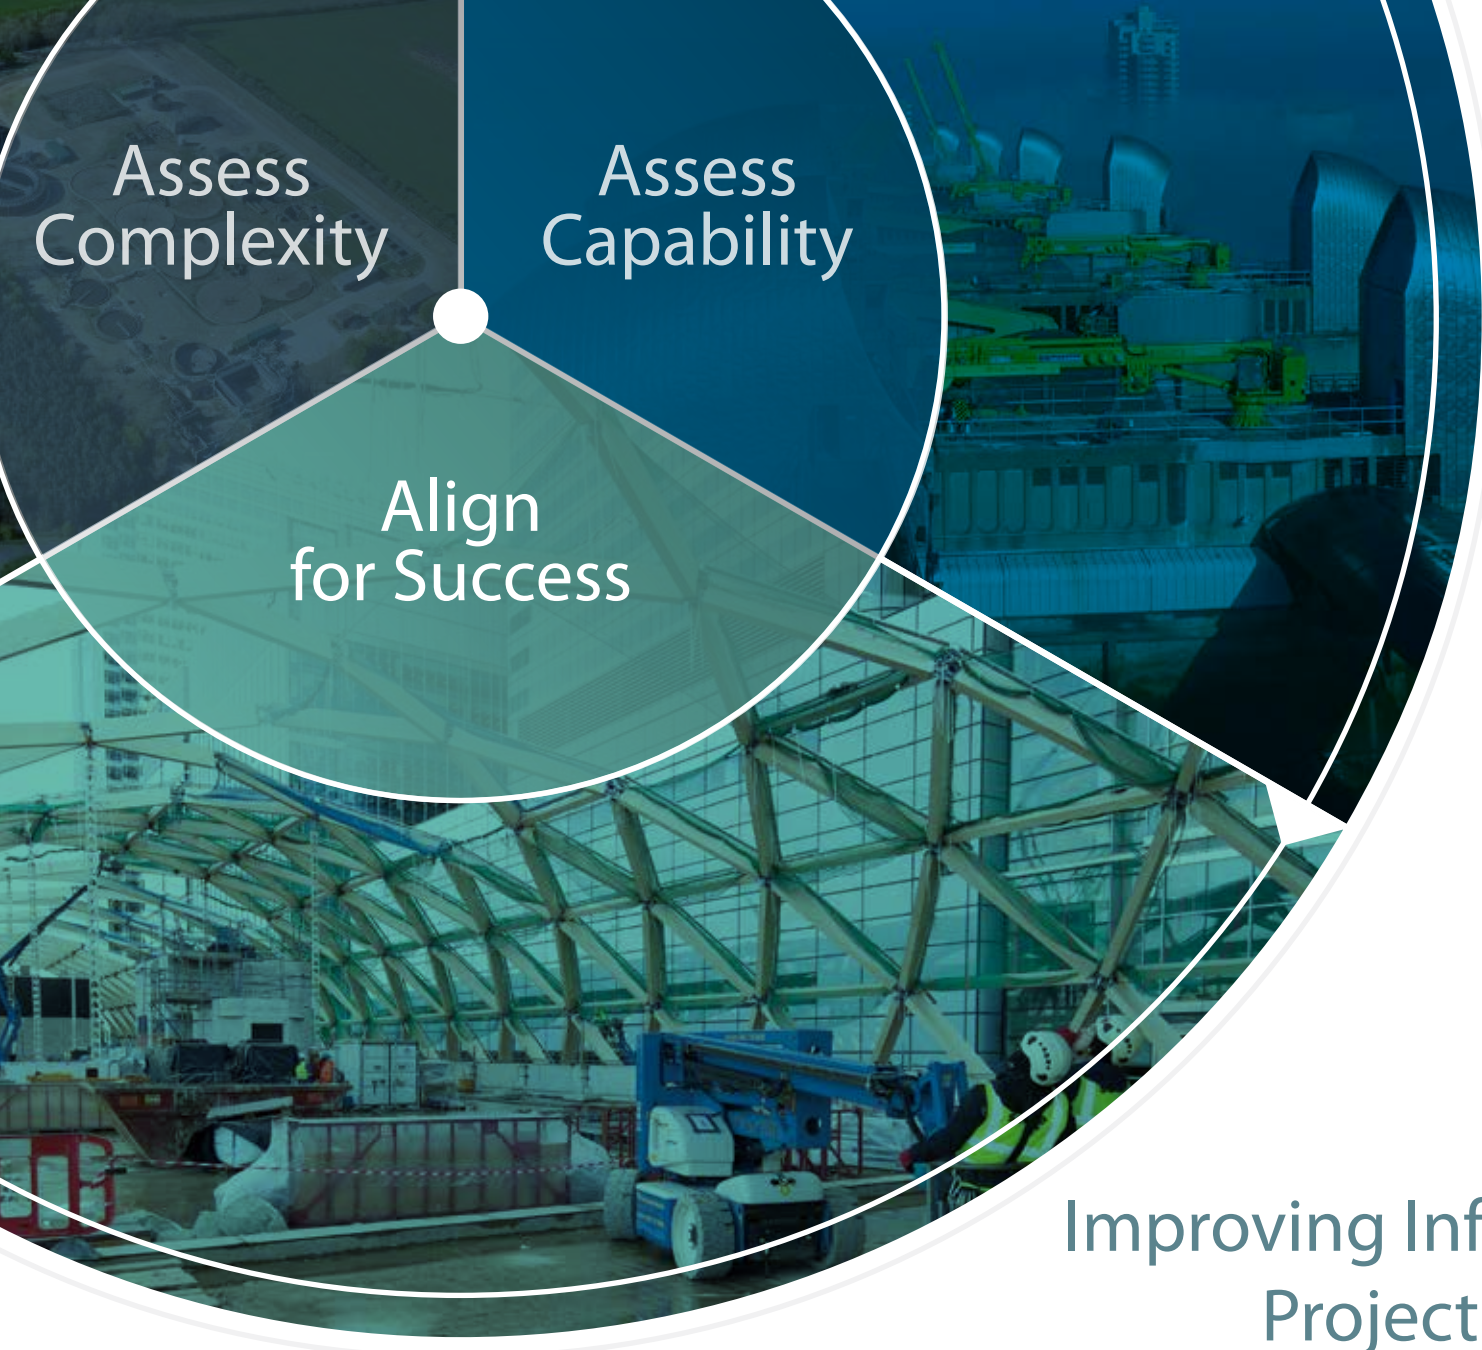 Assess
Complexity
Assess
Capability
Align
for Success
Improving Inf
Project